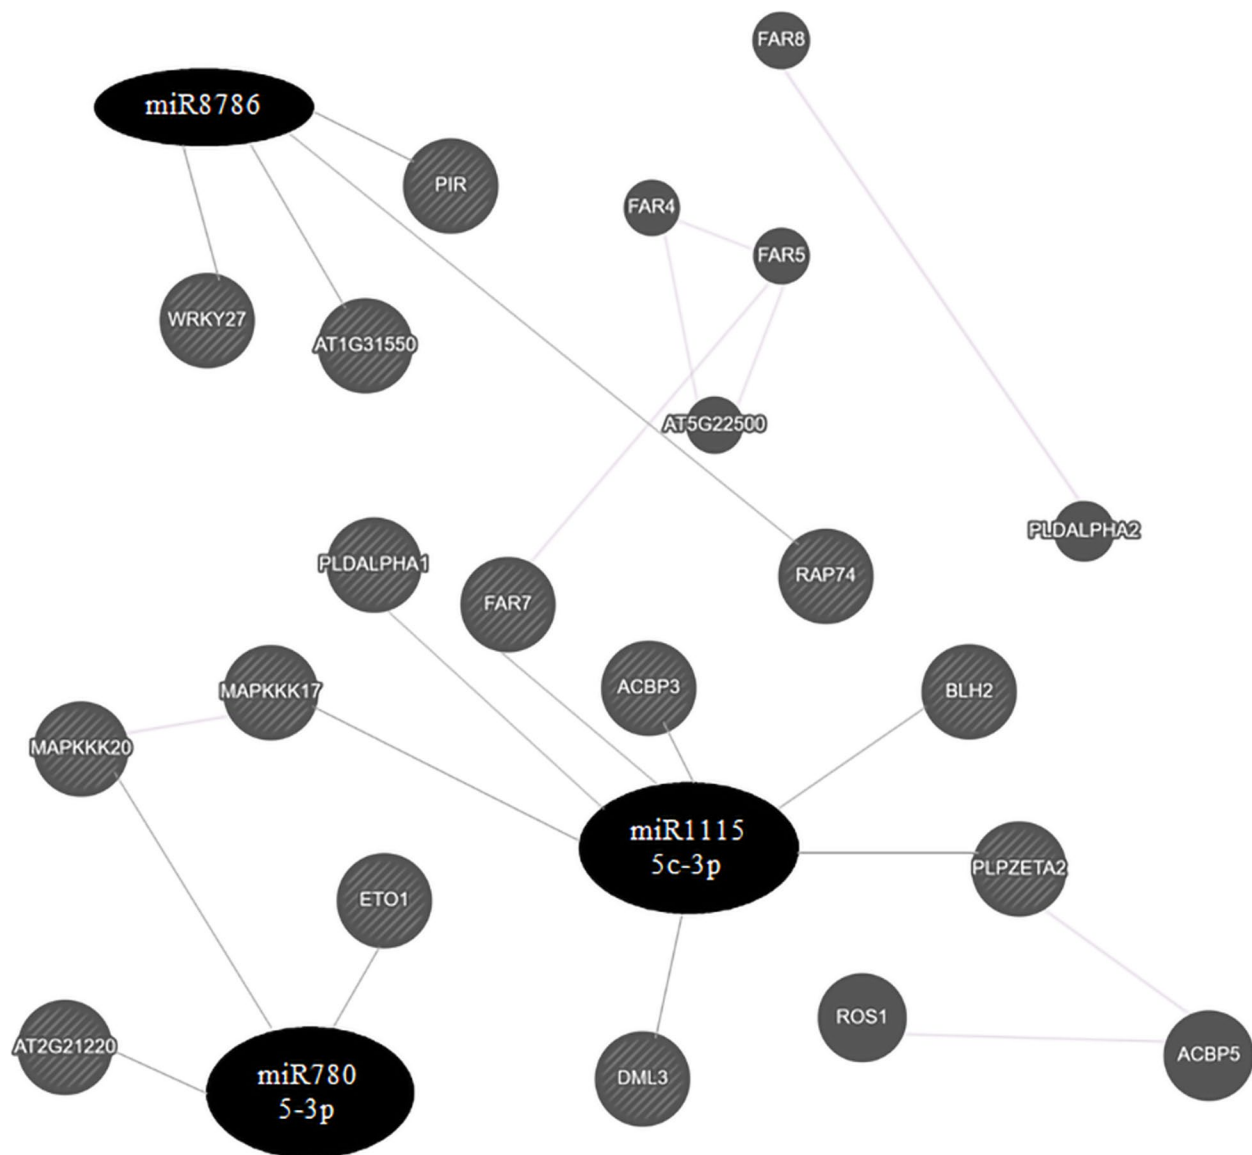 FAR8
miR8786
PIR
FAR4
FAR5
WRKY27
AT1G31550
AT5G22500
PLDALPHA2
PLDALPHA1
RAP74
FAR7
ACBP3
BLH2
MAPKKK17
MAPKKK20
miR1115
5c-3p
PLPZETA2
ETO1
ROS1
AT2G21220
ACBP5
miR780
5-3p
DML3